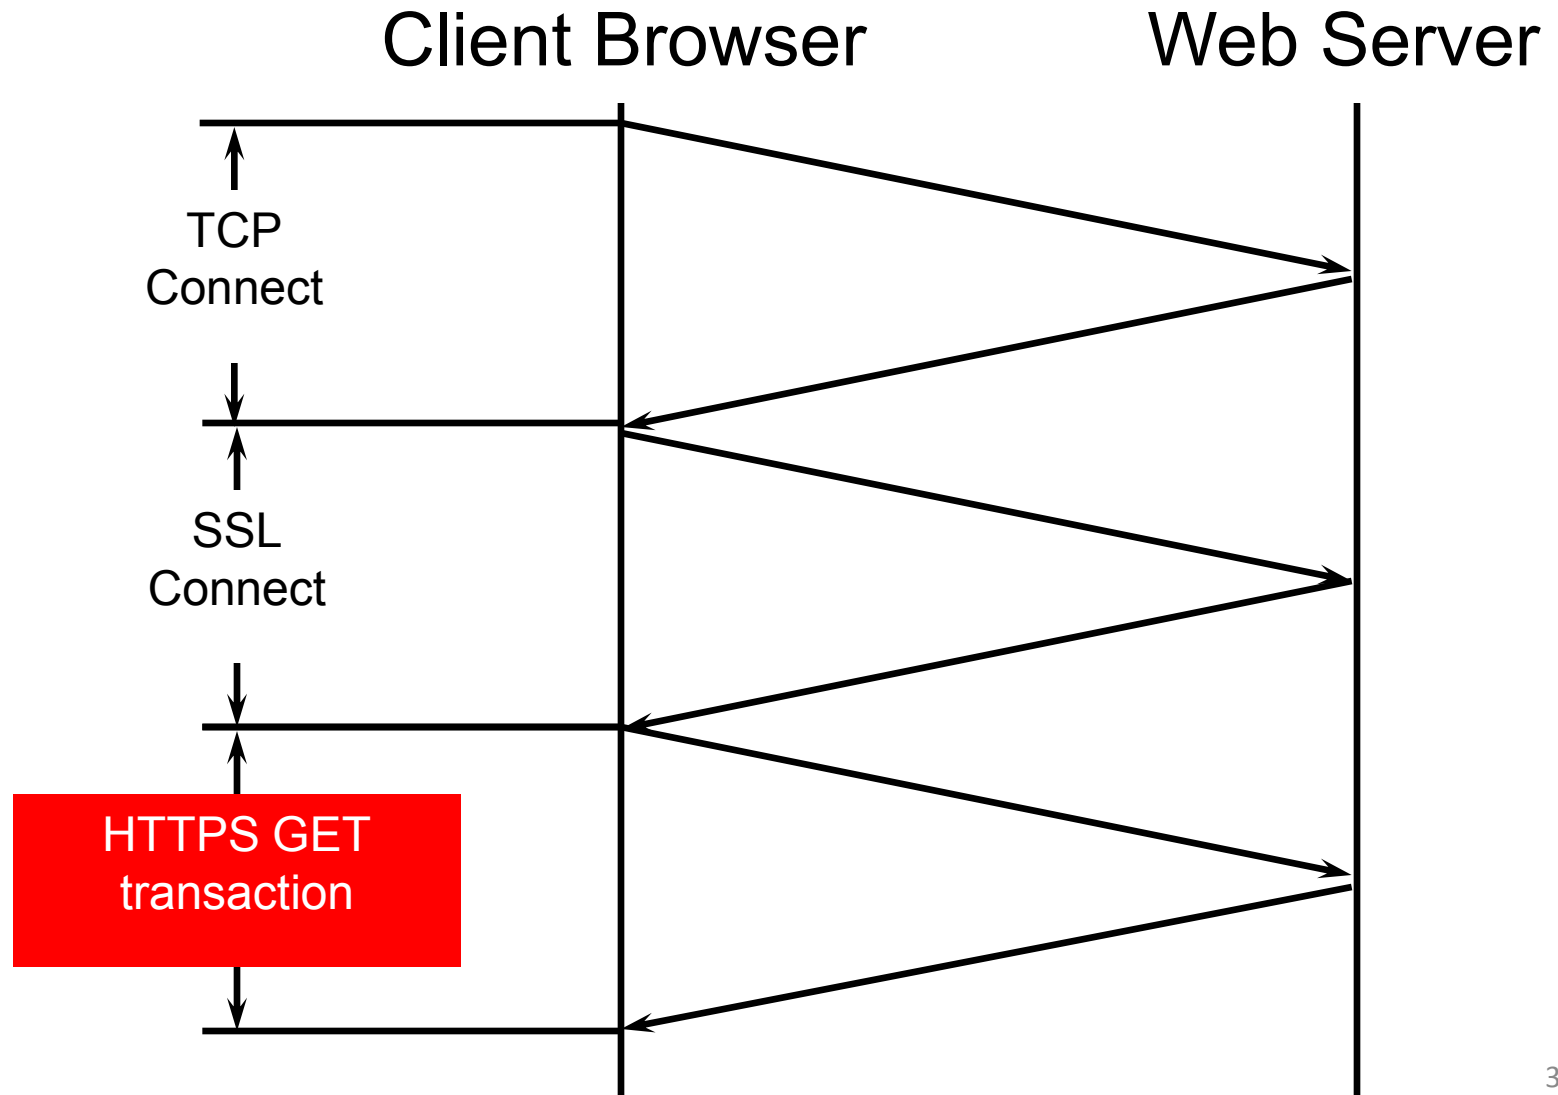 Client Browser
Web Server
TCP
Connect
SSL
Connect
HTTPS GET
transaction
3